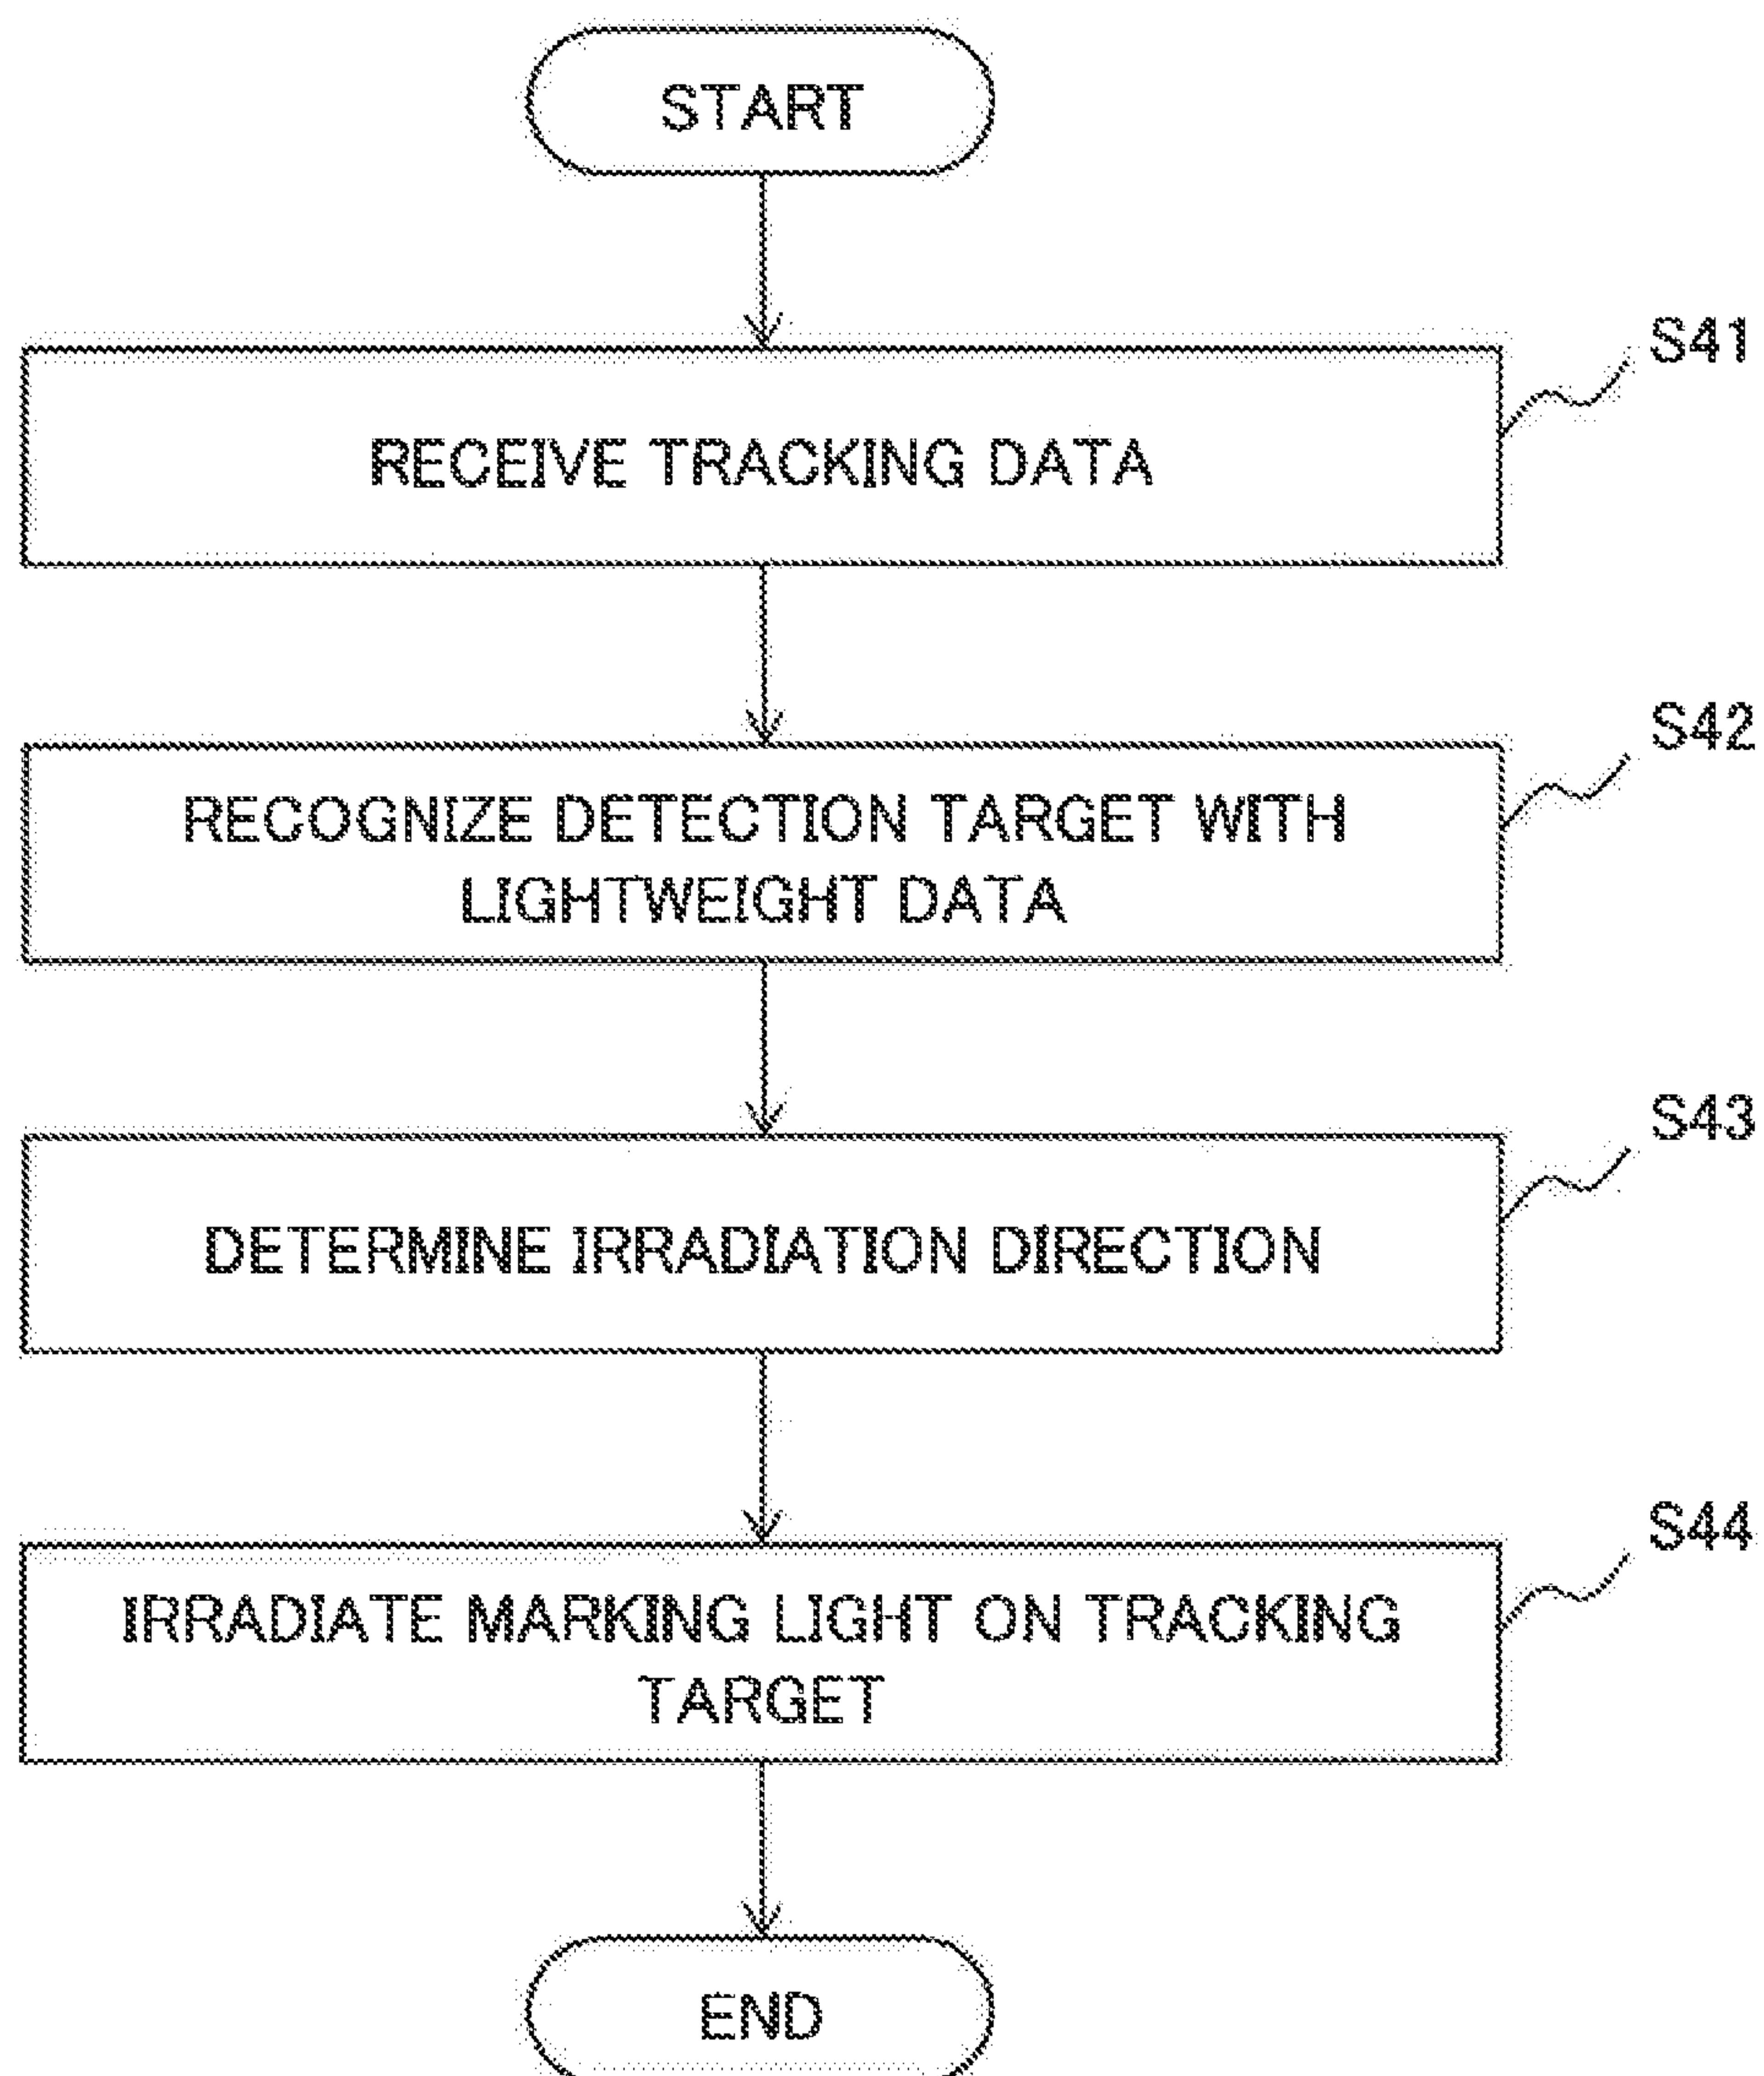 START
S41
RECEIVE TRACKING DATA
S42
RECOGNIZE DETECTION TARGET WITH
LIGHTWEIGHT DATA
S43
DETERMINE IRRADIATION DIRECTION
S44
IRRADIATE MARKING LIGHT ON TRACKING
TARGET
END